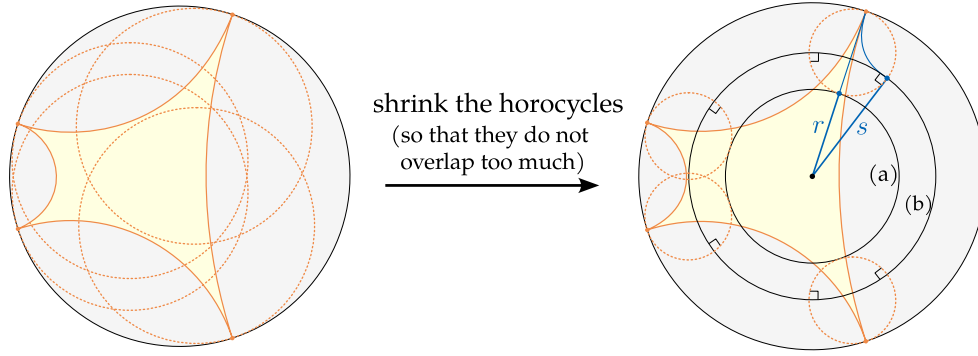 shrink the horocycles
(so that they do not
overlap too much)
r
s
(a)
(b)